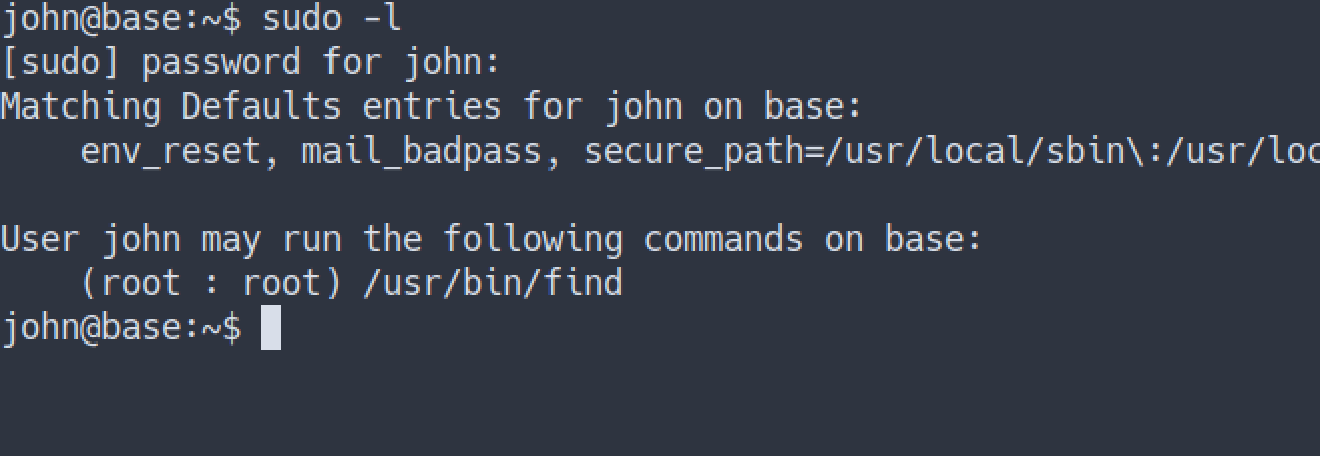 john@base:~$ sudo -l
[sudo] password for john:
Matching Defaults entries for john on base:
    env_reset, mail_badpass, secure_path=/usr/local/sbin\:/usr/loc

User john may run the following commands on base:
    (root : root) /usr/bin/find
john@base:~$